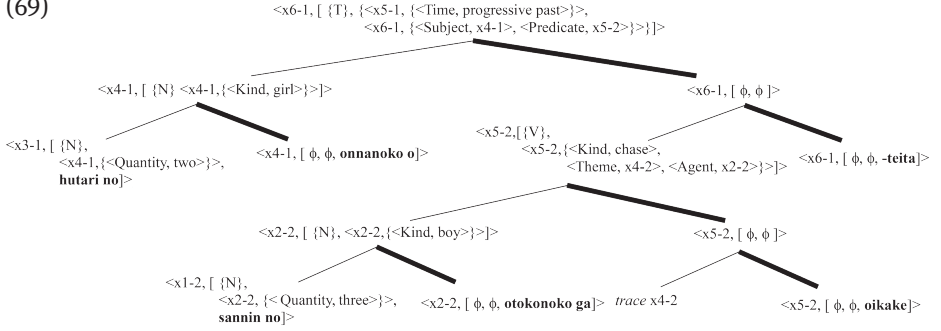 (69)
<x6-1, [ {T}, {<x5-1, {<Time, progressive past>}>,
<x6-1, {<Subject, x4-1>, <Predicate, x5-2>}>}]>
<x4-1, [ {N} <x4-1,{<Kind, girl>}>]>
<x6-1, [ ϕ, ϕ ]>
<x3-1, [ {N},
<x4-1,{<Quantity, two>}>,
hutari no]>
<x4-1, [ ϕ, ϕ, onnanoko o]>
<x5-2,[{V},
<x5-2,{<Kind, chase>,
<Theme, x4-2>, <Agent, x2-2>}>]>
<x6-1, [ ϕ, ϕ, -teita]>
<x2-2, [ {N}, <x2-2,{<Kind, boy>}>]>
<x5-2, [ ϕ, ϕ ]>
<x1-2, [ {N},
<x2-2, {< Quantity, three>}>,
sannin no]>
<x2-2, [ ϕ, ϕ, otokonoko ga]>
trace x4-2
<x5-2, [ ϕ, ϕ, oikake]>